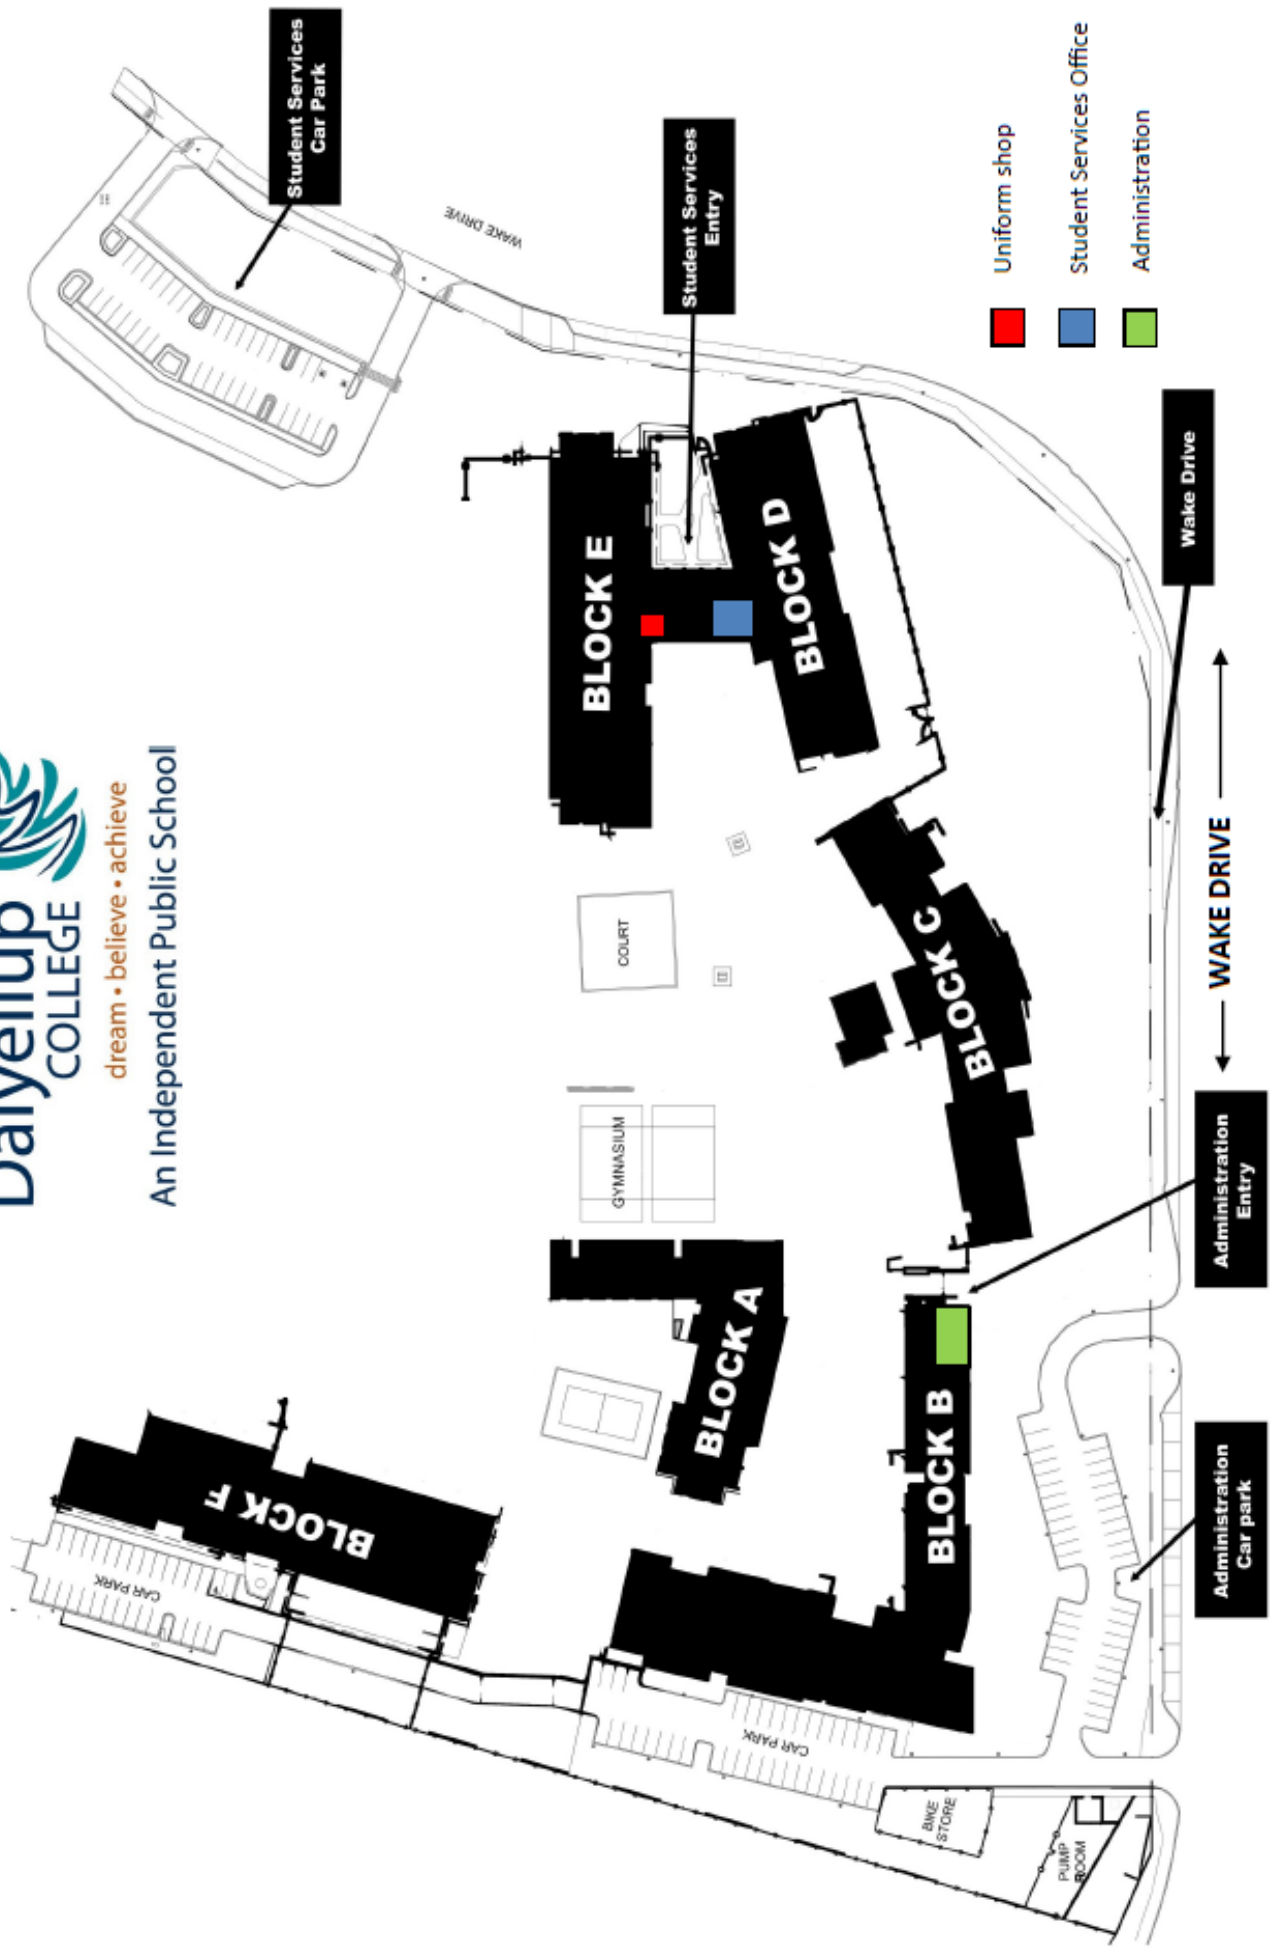 Dalyellup
COLLEGE
dream • believe • achieve
An Independent Public School
Student Services
Car Park
WAKE DRIVE
Student Services
Entry
Uniform shop
Student Services Office
Administration
BLOCK E
BLOCK D
Wake Drive
COURT
BLOCK C
WAKE DRIVE
GYMNASIUM
Administration
Entry
BLOCK A
BLOCK B
BLOCK F
CAR PARK
Administration
Car park
CAR PARK
BIKE
STORE
PUMP
ROOM